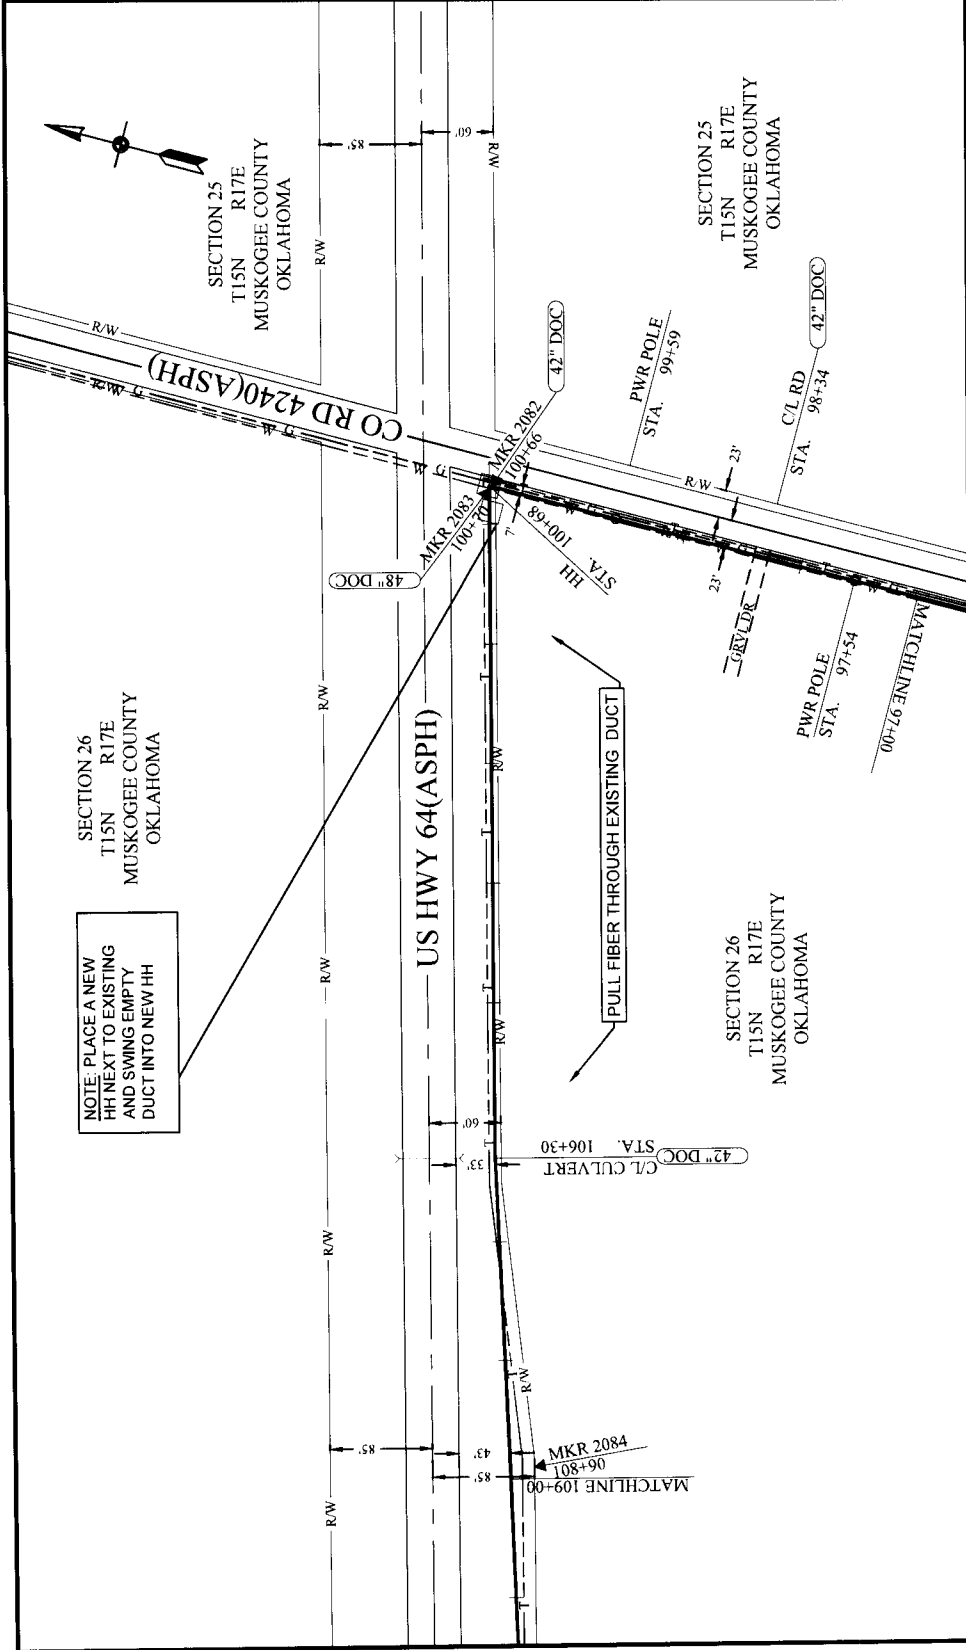 NOTE: PLACE A NEW
HH NEXT TO EXISTING
AND SWING EMPTY
DUCT INTO NEW HH
SECTION 26
T15N R17E
MUSKOGEE COUNTY
OKLAHOMA
SECTION 25
T15N R17E
MUSKOGEE COUNTY
OKLAHOMA
R/W
R/W
R/W
R/W
R/W
R/W
85'
85'
60'
R/W
CO RD 4240(ASPH)
R/W
W G
W G
W G
US HWY 64(ASPH)
48" DOC
MKR 2083
100+70
MKR 2082
100+66
42" DOC
7'
HH
STA. 100+68
T
T
T
T
T
T
R/W
R/W
R/W
60'
33'
43'
85'
C/L CULVERT
STA. 106+30
42" DOC
MKR 2084
108+90
MATCHLINE 109+00
PULL FIBER THROUGH EXISTING DUCT
SECTION 26
T15N R17E
MUSKOGEE COUNTY
OKLAHOMA
GRVL DR
23'
23'
R/W
PWR POLE
STA. 97+54
MATCHLINE 97+00
PWR POLE
STA. 99+59
C/L RD
STA. 98+34
42" DOC
SECTION 25
T15N R17E
MUSKOGEE COUNTY
OKLAHOMA